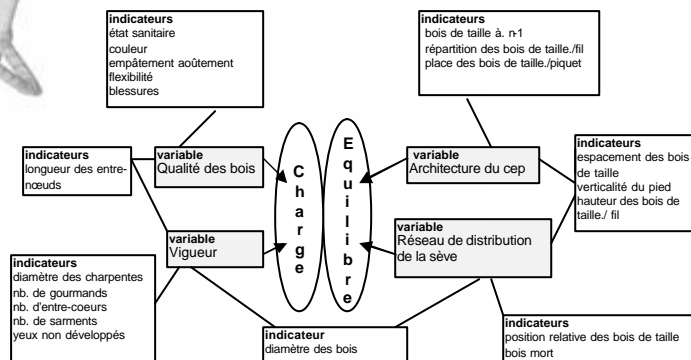 indicateurs
état sanitaire
couleur
empâtement aoûtement
flexibilité
blessures
indicateurs
bois de taille à. n-1
répartition des bois de taille./fil
place des bois de taille./piquet
indicateurs
longueur des entre-
nœuds
variable
Qualité des bois
Charge
Equilibre
variable
Architecture du cep
indicateurs
espacement des bois
de taille
verticalité du pied
hauteur des bois de
taille./ fil
variable
Vigueur
variable
Réseau de distribution
de la sève
indicateurs
diamètre des charpentes
nb. de gourmands
nb. d'entre-coeurs
nb. de sarments
yeux non développés
indicateur
diamètre des bois
indicateurs
position relative des bois de taille
bois mort